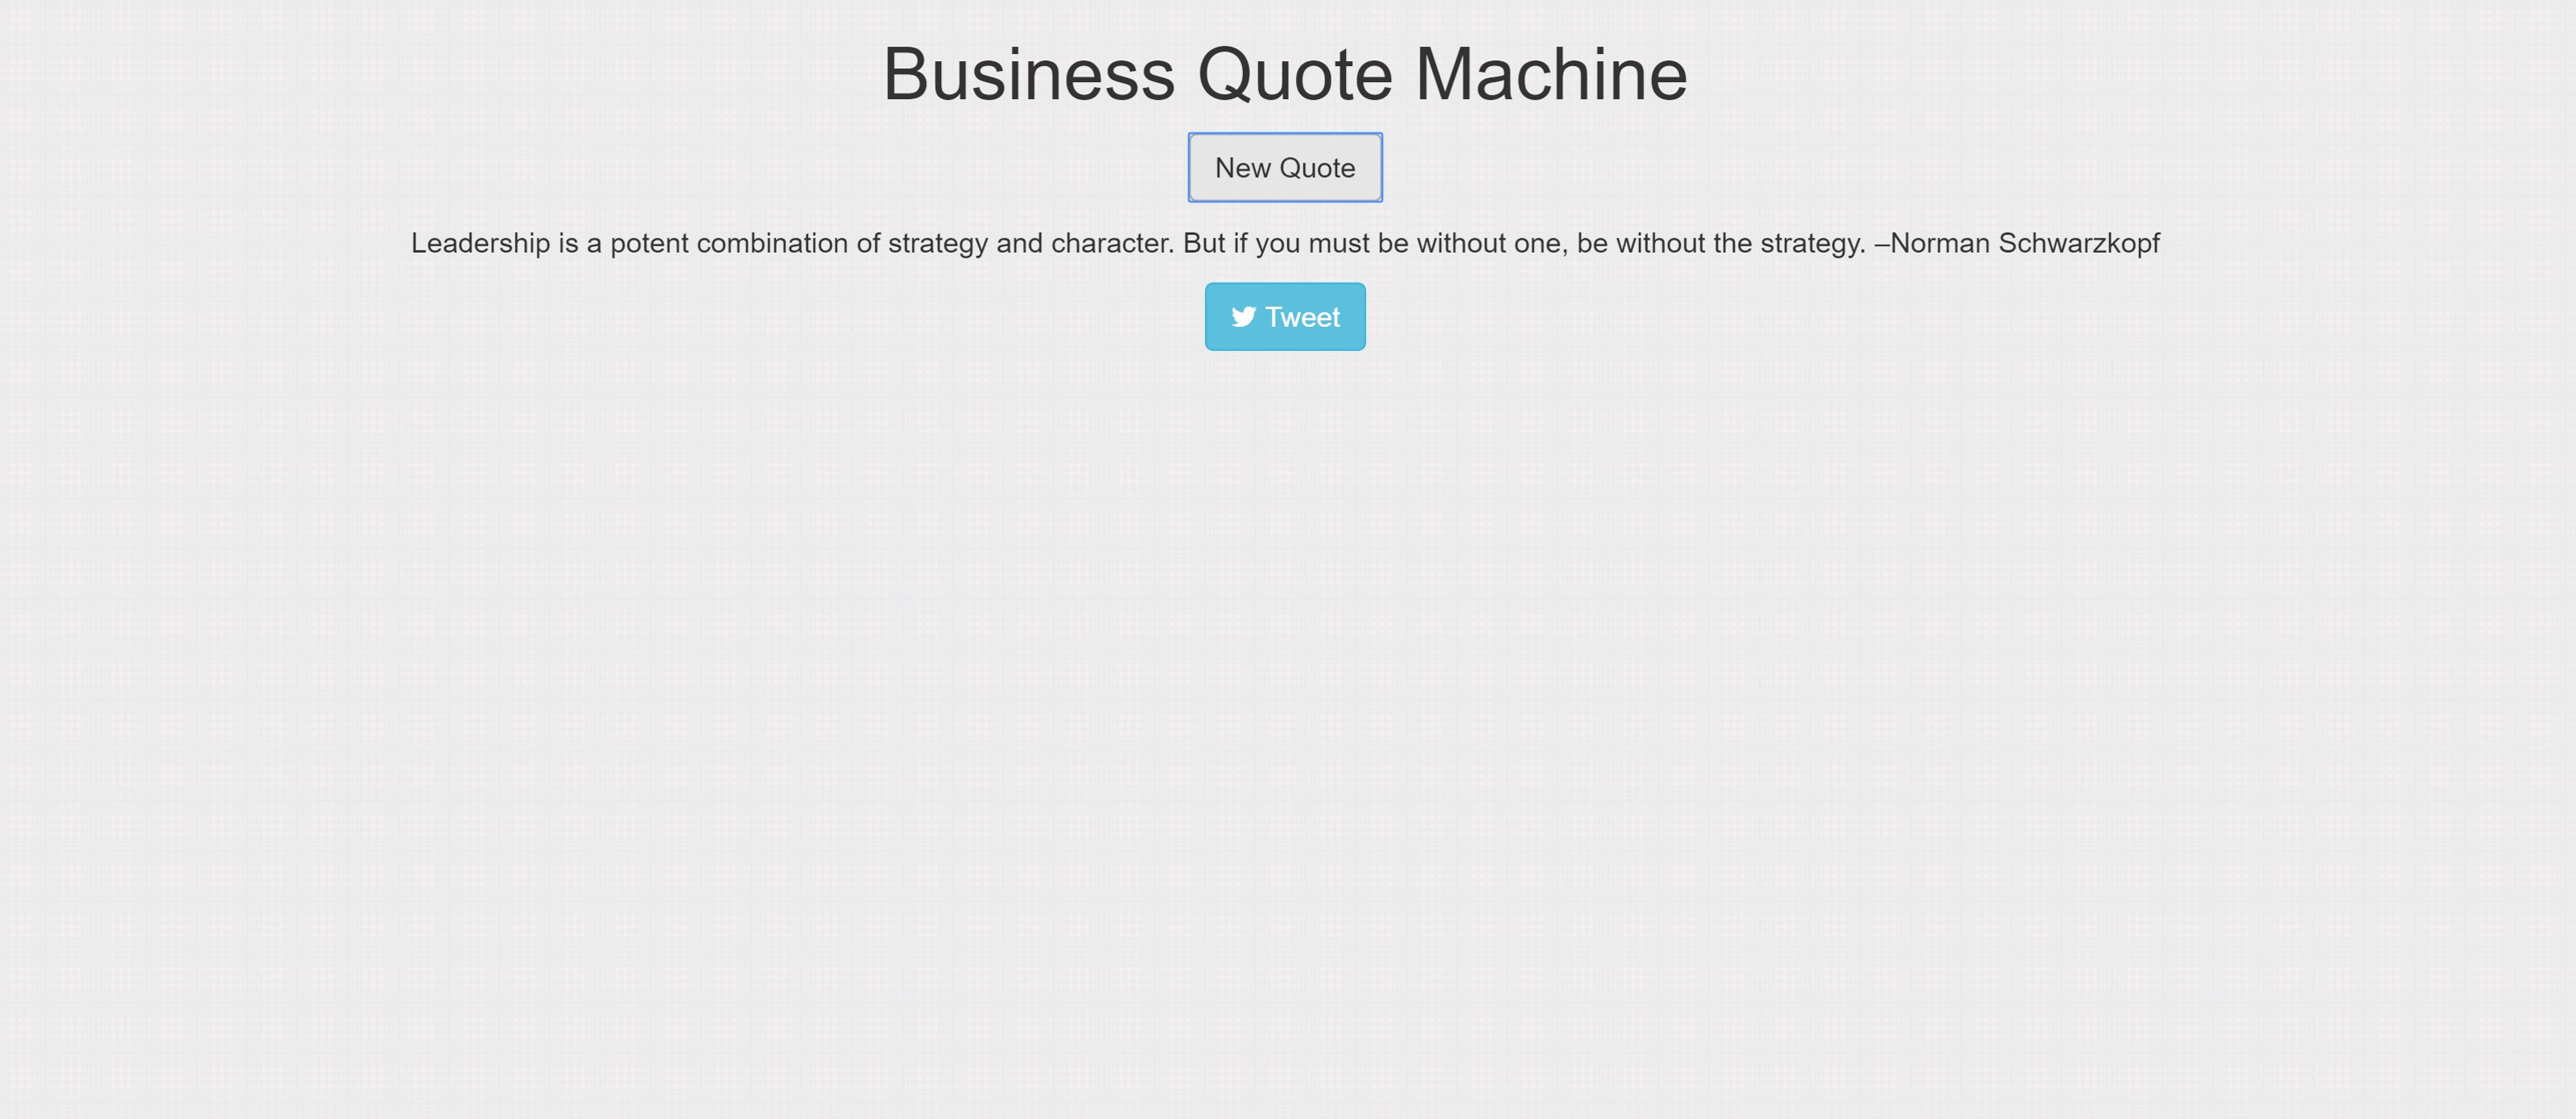 Business Quote Machine
New Quote
Leadership is a potent combination of strategy and character. But if you must be without one, be without the strategy. –Norman Schwarzkopf
Tweet